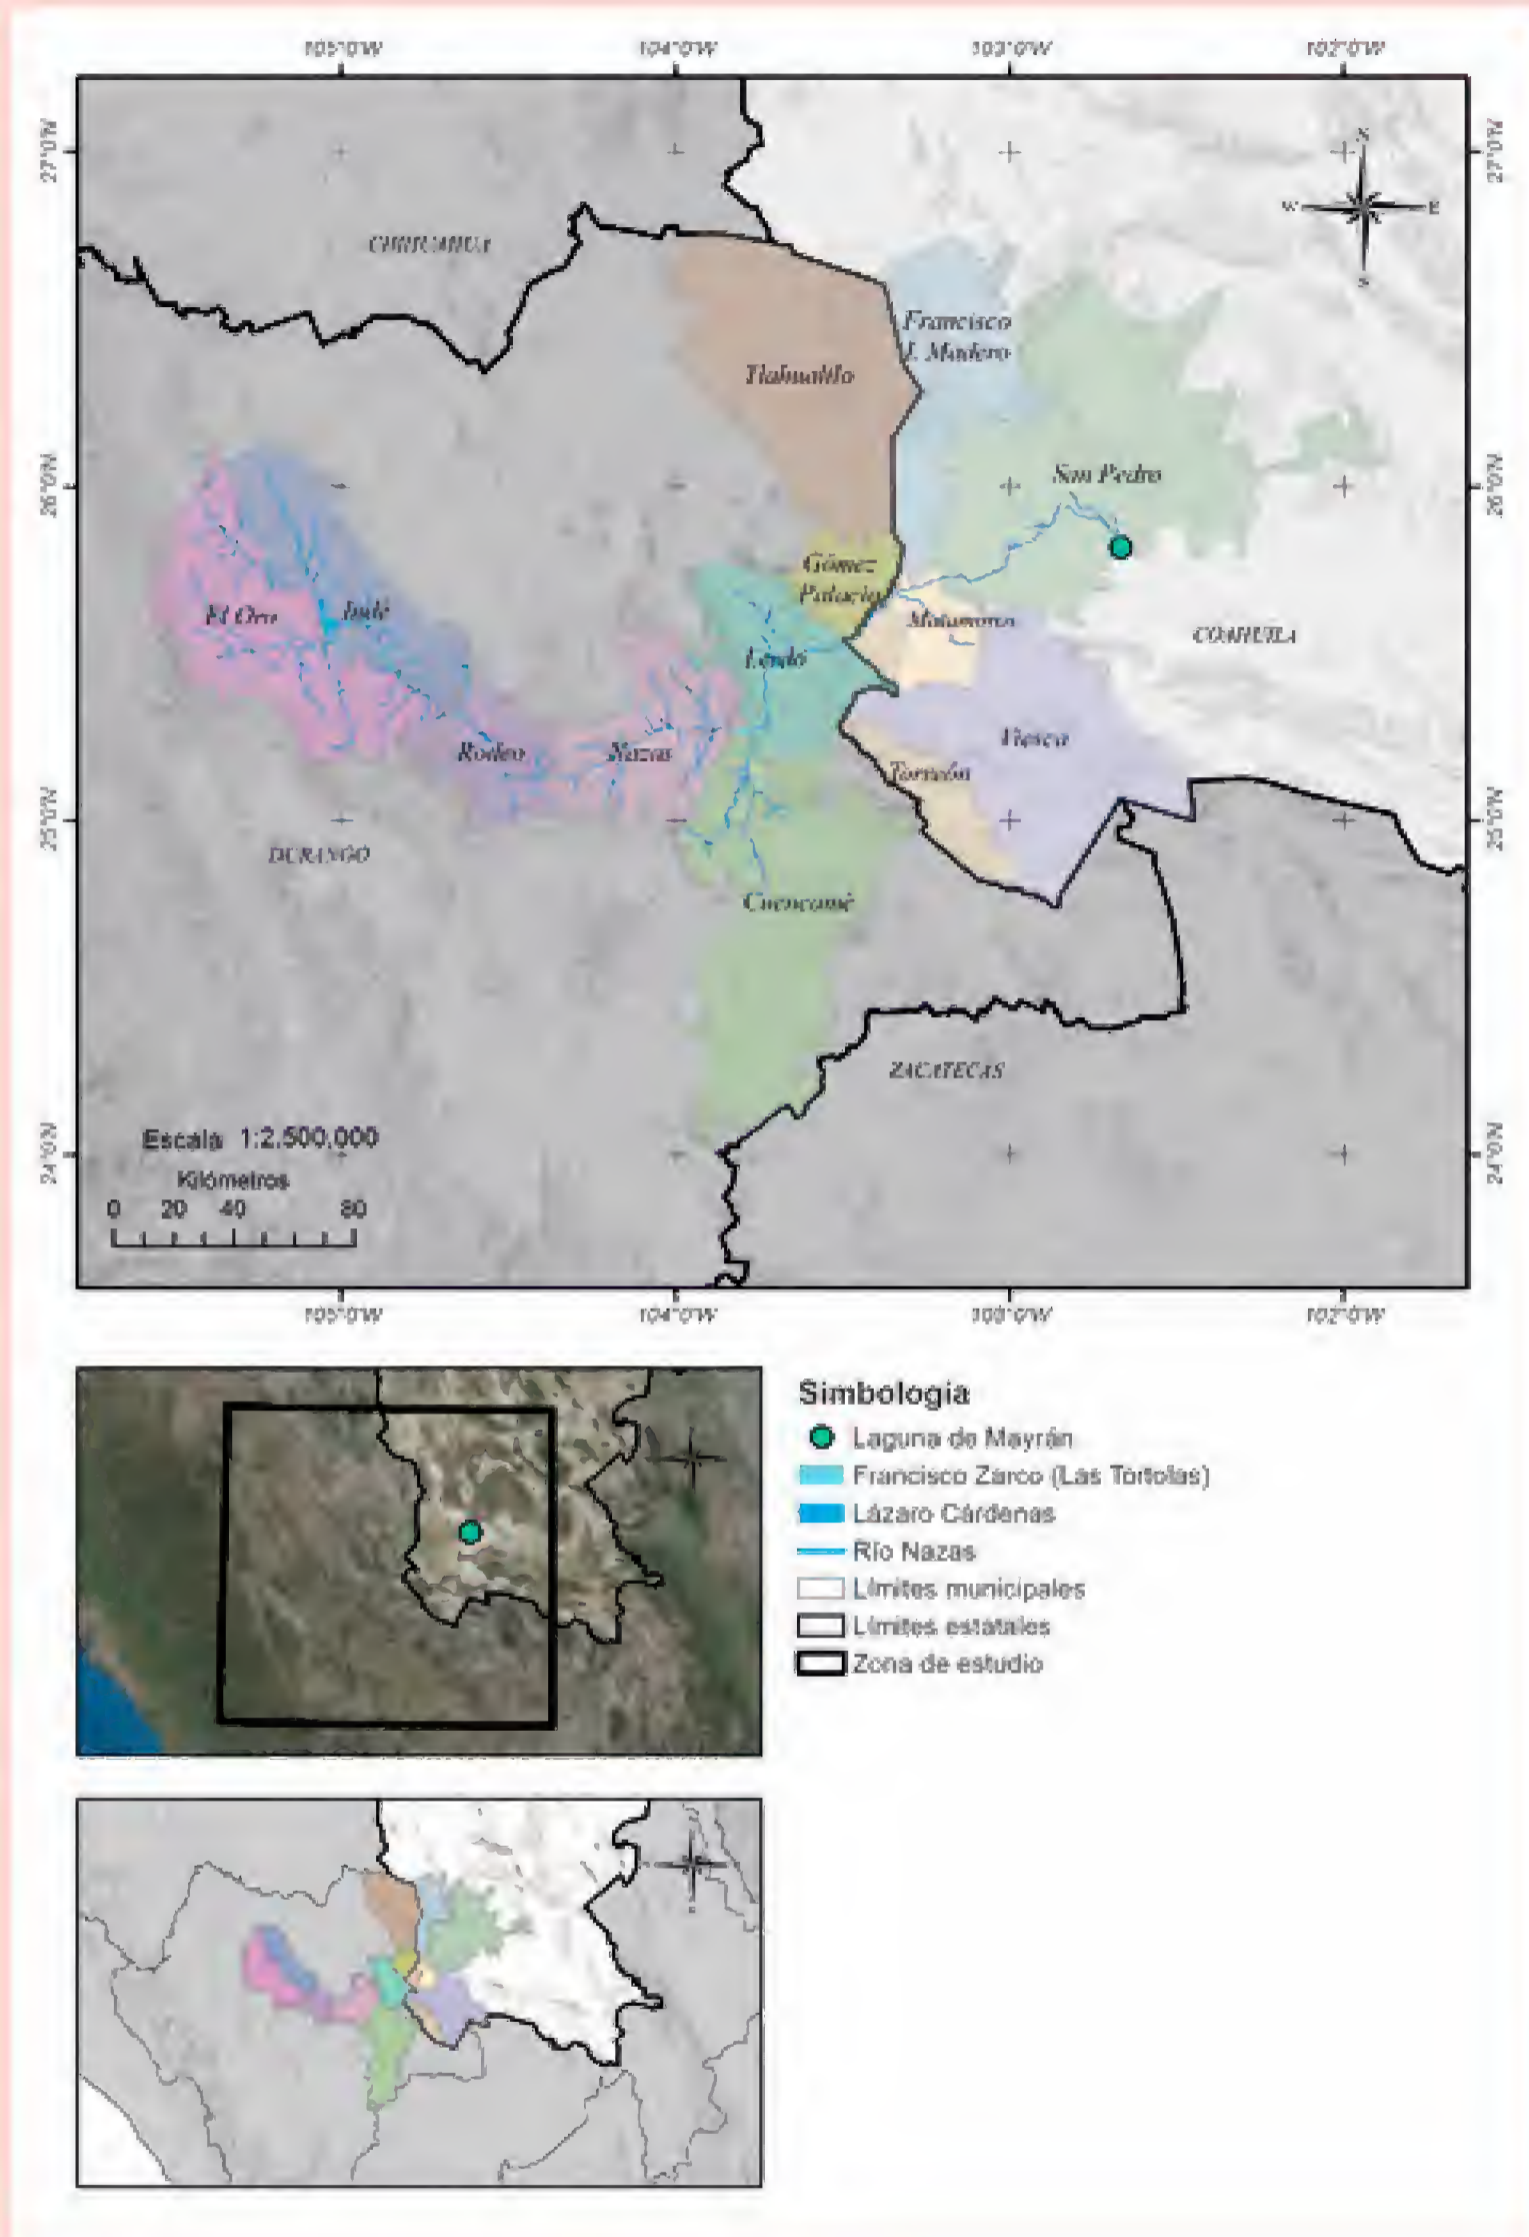 105°0'W 104°0'W 103°0'W 102°0'W
27°0'N 27°0'N
N
W E
S
CHIHUAHUA
Francisco
I. Madero
Tlahualilo
San Pedro
26°0'N 26°0'N
Gómez
Palacio
El Oro Indé
Matamoros
COAHUILA
Lerdo
Viesca
Rodeo Nazas
Torreón
25°0'N 25°0'N
DURANGO
Cuencamé
ZACATECAS
Escala 1:2,500,000
Kilómetros
0 20 40 80
24°0'N 24°0'N
105°0'W 104°0'W 103°0'W 102°0'W
Simbología
Laguna de Mayrán
Francisco Zarco (Las Tórtolas)
Lázaro Cárdenas
Río Nazas
Límites municipales
Límites estatales
Zona de estudio